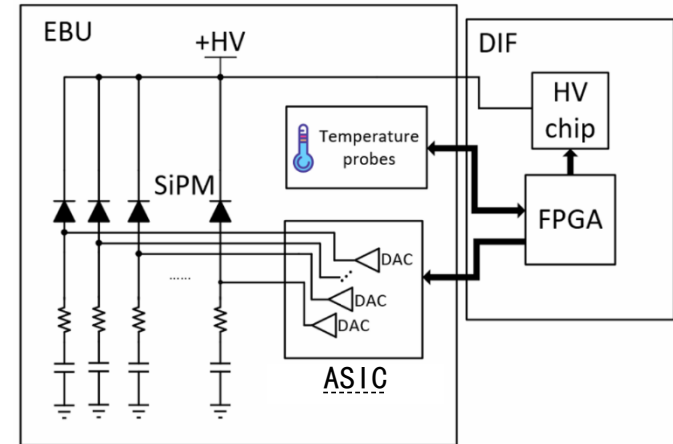 EBU
+HV
SiPM
Temperature
probes
DAC
DAC
DAC
......
ASIC
DIF
HV
chip
FPGA